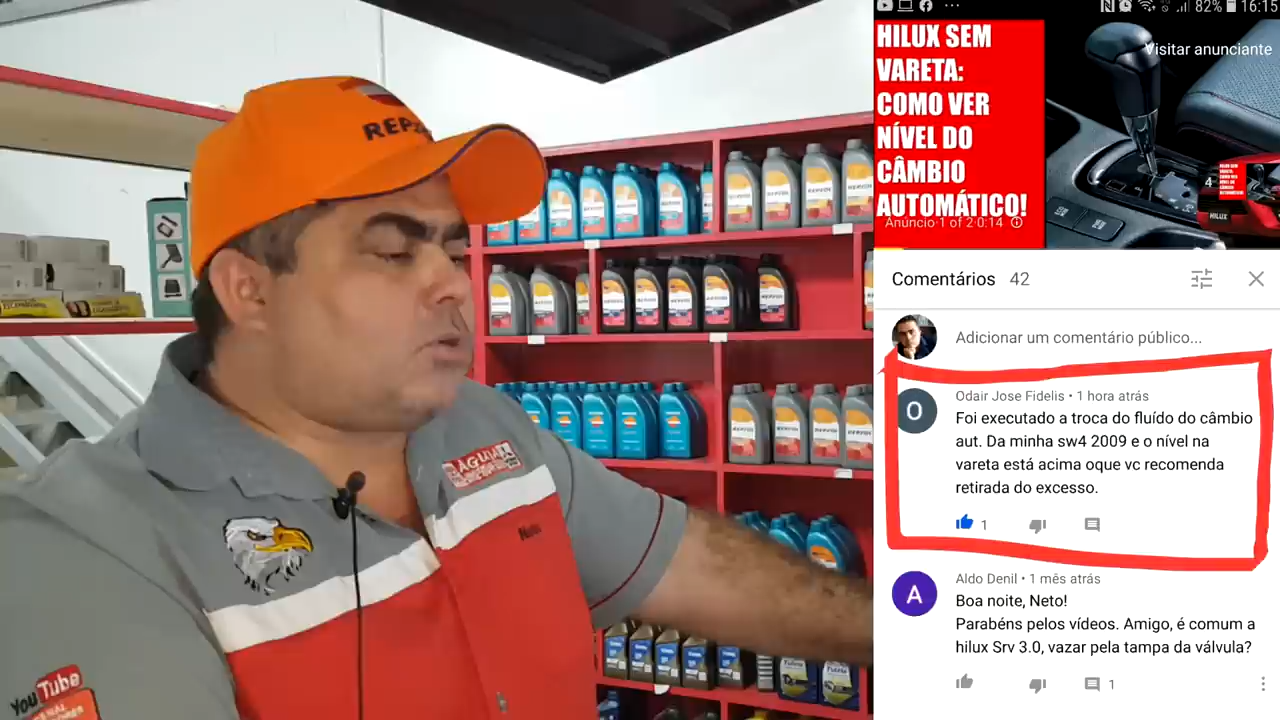 REPSOL
ÁGUIA
Neto
YouTube
82% 16:15
HILUX SEM
VARETA:
COMO VER
NÍVEL DO
CÂMBIO
AUTOMÁTICO!
Visitar anunciante
Anúncio 1 of 2·0:14
HILUX
Comentários 42
Adicionar um comentário público...
O
Odair Jose Fidelis • 1 hora atrás
Foi executado a troca do fluído do câmbio
aut. Da minha sw4 2009 e o nível na
vareta está acima oque vc recomenda
retirada do excesso.
1
A
Aldo Denil • 1 mês atrás
Boa noite, Neto!
Parabéns pelos vídeos. Amigo, é comum a
hilux Srv 3.0, vazar pela tampa da válvula?
1